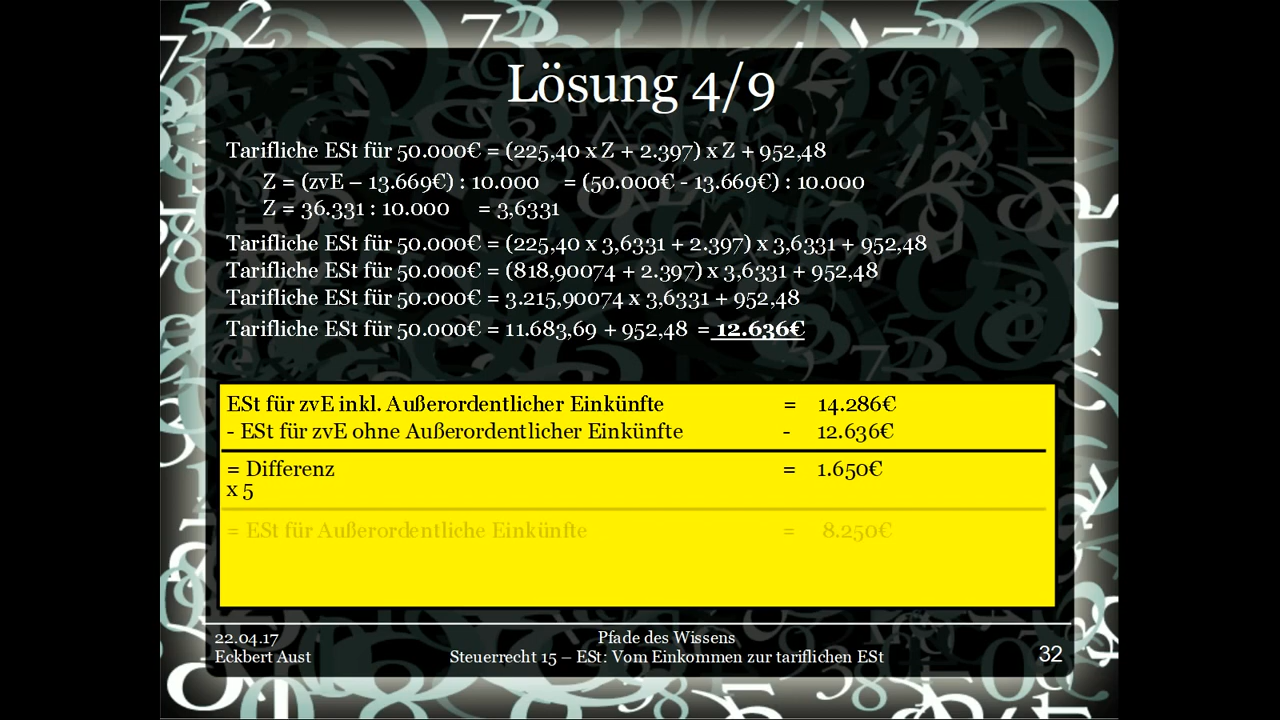 Lösung 4/9
Tarifliche ESt für 50.000€ = (225,40 x Z + 2.397) x Z + 952,48
Z = (zvE – 13.669€) : 10.000 = (50.000€ - 13.669€) : 10.000
Z = 36.331 : 10.000 = 3,6331
Tarifliche ESt für 50.000€ = (225,40 x 3,6331 + 2.397) x 3,6331 + 952,48
Tarifliche ESt für 50.000€ = (818,90074 + 2.397) x 3,6331 + 952,48
Tarifliche ESt für 50.000€ = 3.215,90074 x 3,6331 + 952,48
Tarifliche ESt für 50.000€ = 11.683,69 + 952,48 = 12.636€
ESt für zvE inkl. Außerordentlicher Einkünfte = 14.286€
- ESt für zvE ohne Außerordentlicher Einkünfte - 12.636€
= Differenz = 1.650€
x 5
= ESt für Außerordentliche Einkünfte = 8.250€
22.04.17 Pfade des Wissens
Eckbert Aust Steuerrecht 15 – ESt: Vom Einkommen zur tariflichen ESt 32